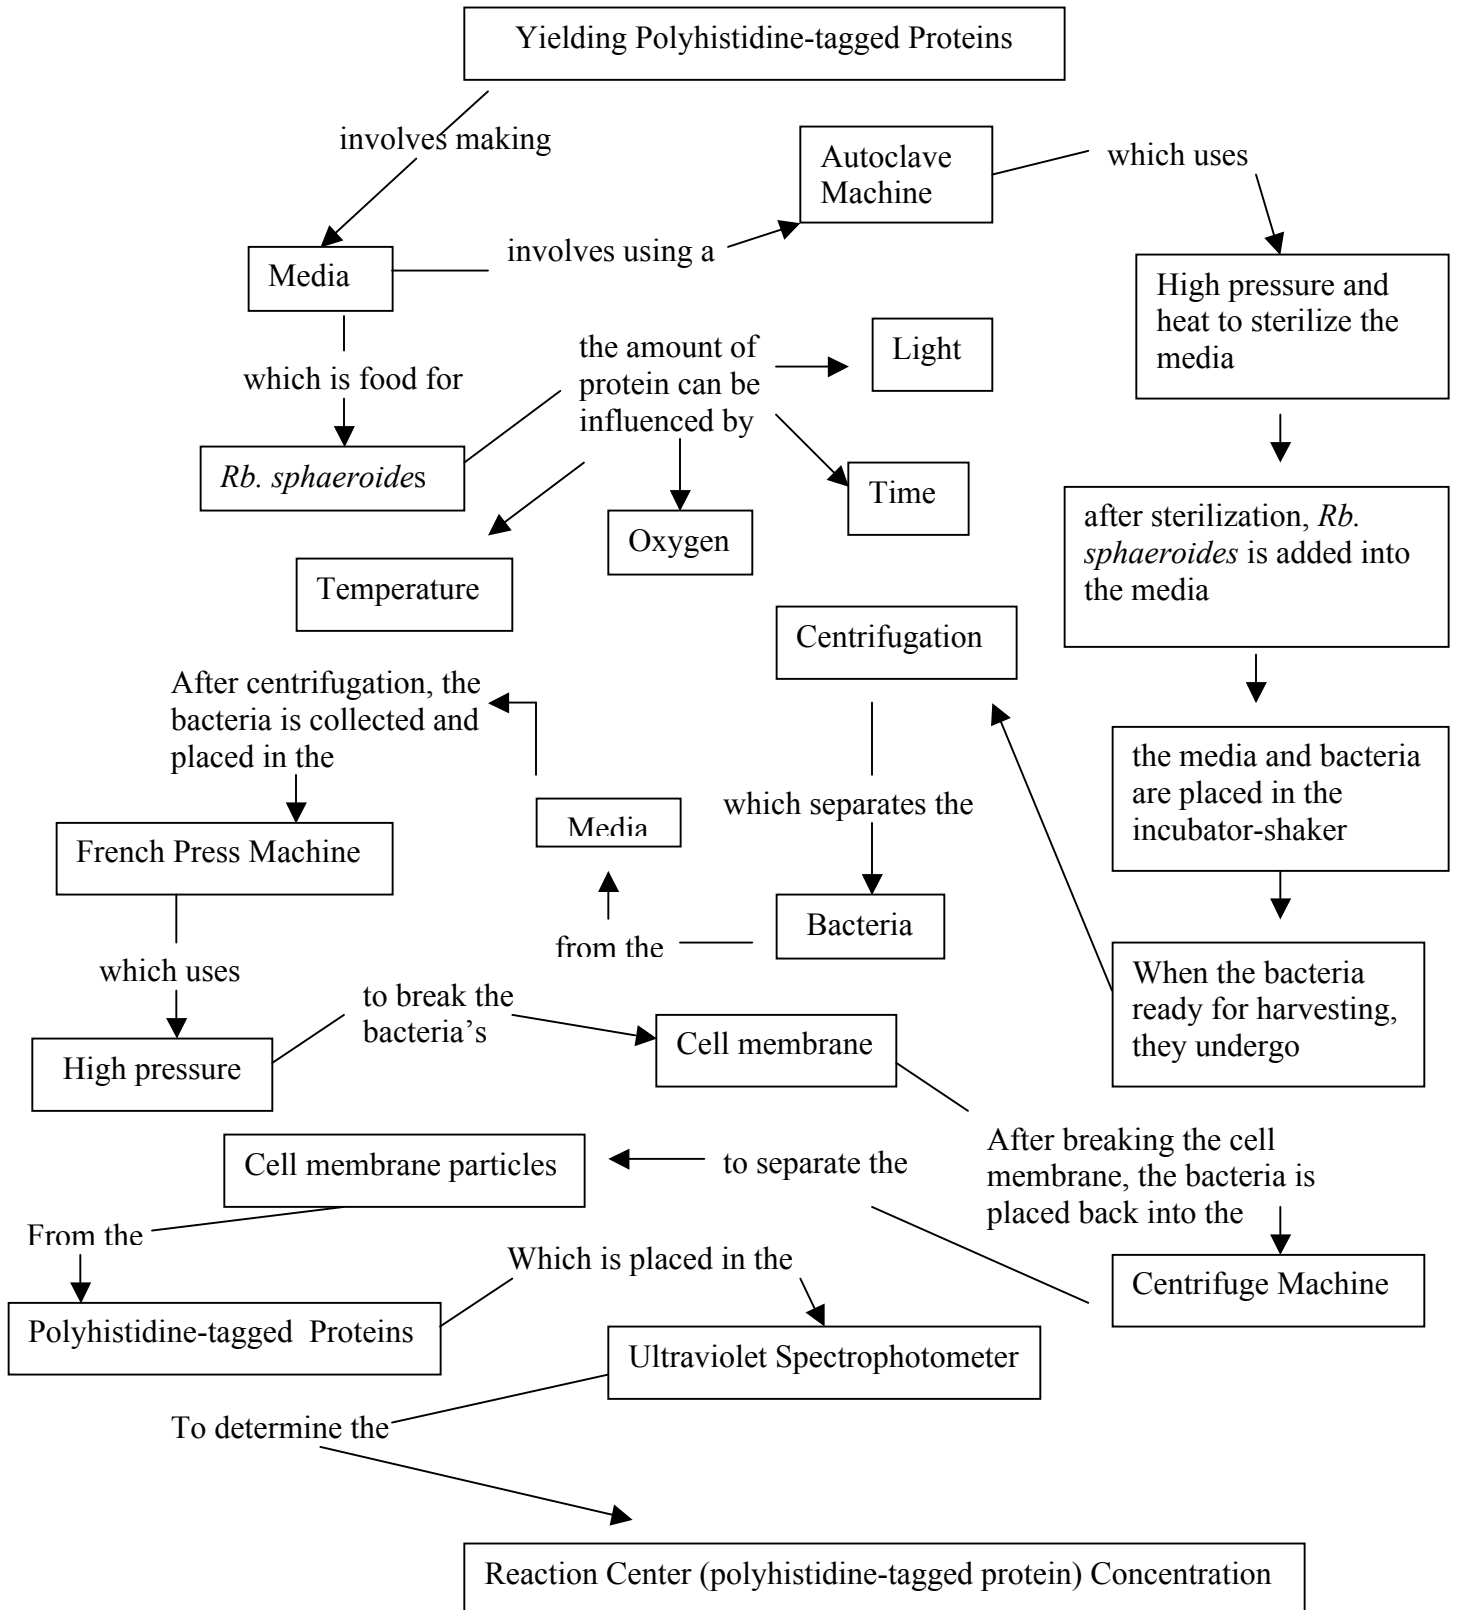 Yielding Polyhistidine-tagged Proteins
involves making
Autoclave
Machine
which uses
Media
involves using a
High pressure and
heat to sterilize the
media
which is food for
the amount of
protein can be
influenced by
Light
Rb. sphaeroides
Time
Oxygen
Temperature
after sterilization, Rb.
sphaeroides is added into
the media
Centrifugation
the media and bacteria
are placed in the
incubator-shaker
After centrifugation, the
bacteria is collected and
placed in the
which separates the
Media
French Press Machine
Bacteria
from the
When the bacteria
ready for harvesting,
they undergo
which uses
to break the
bacteria's
High pressure
Cell membrane
After breaking the cell
membrane, the bacteria is
placed back into the
Cell membrane particles
to separate the
Centrifuge Machine
From the
Which is placed in the
Polyhistidine-tagged  Proteins
Ultraviolet Spectrophotometer
To determine the
Reaction Center (polyhistidine-tagged protein) Concentration